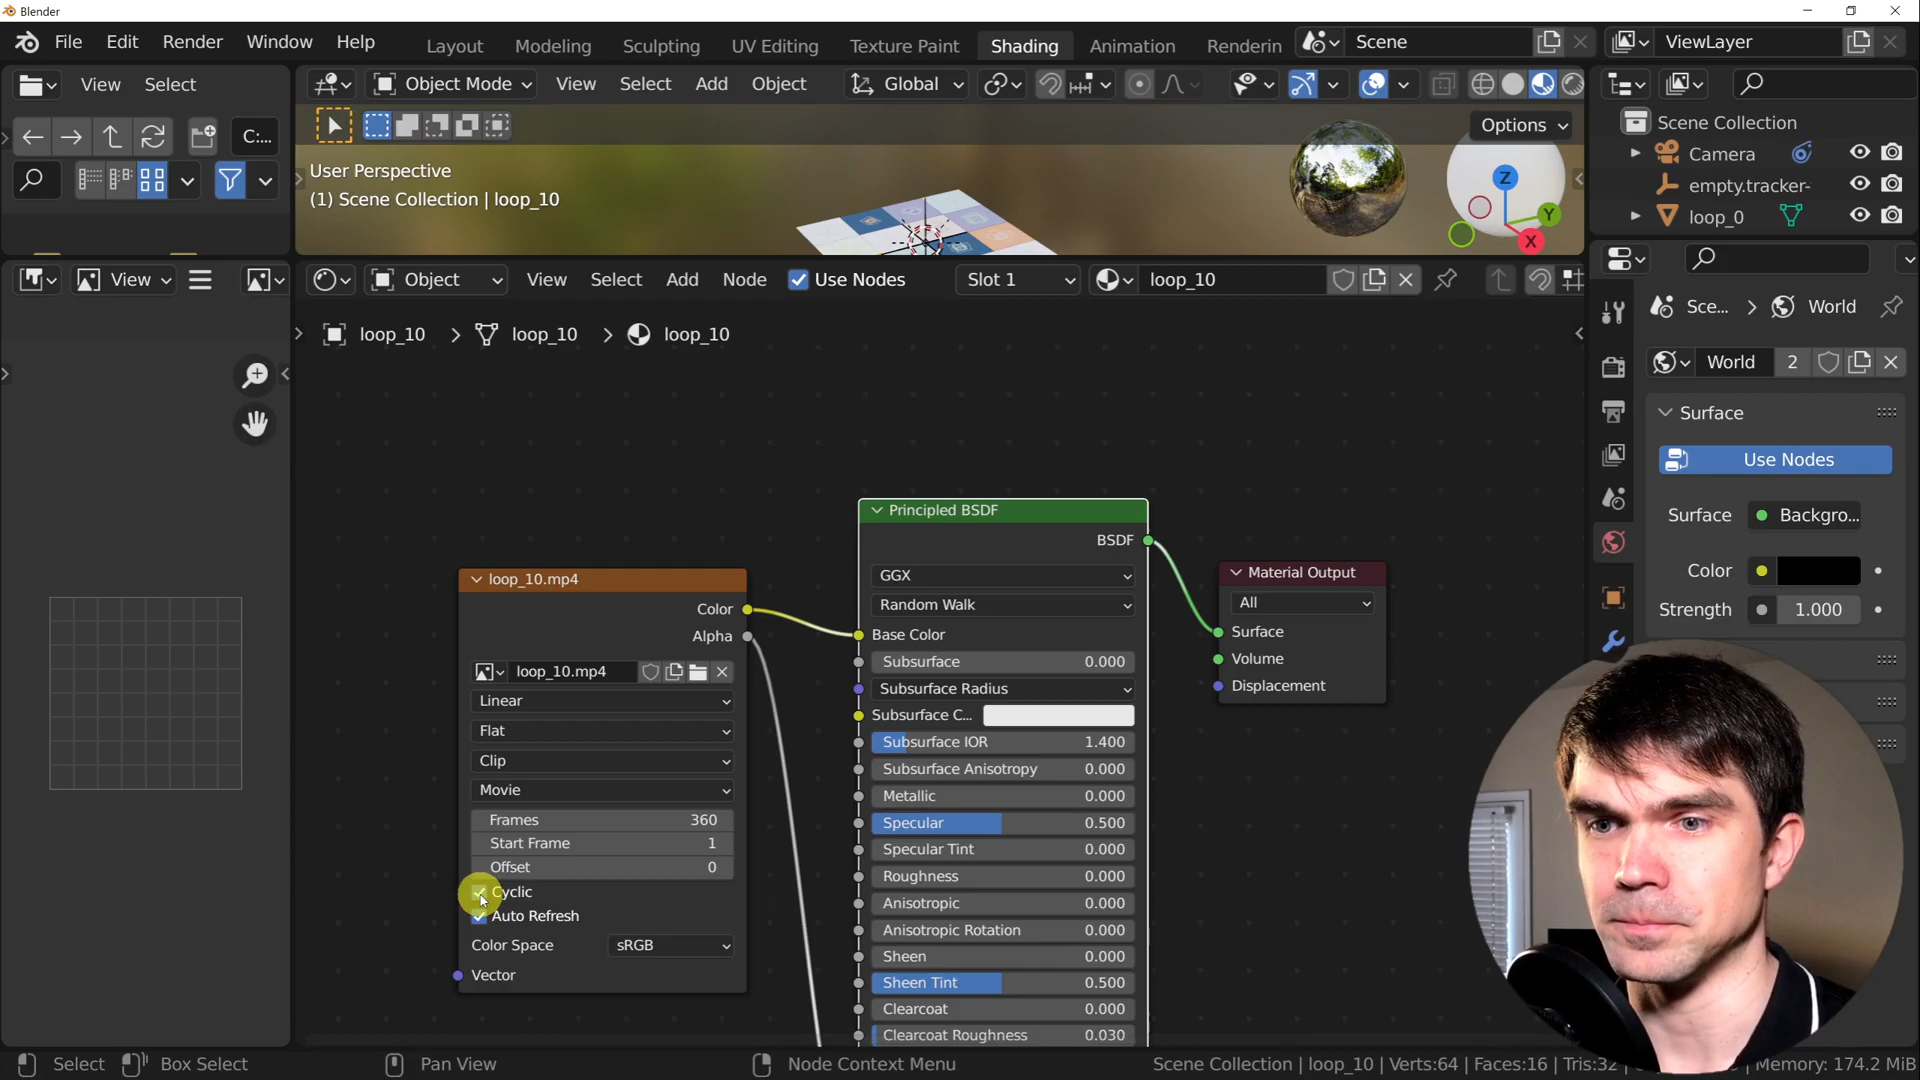 Blender
File Edit Render Window Help Layout Modeling Sculpting UV Editing Texture Paint Shading Animation Renderin Scene ViewLayer
View Select Object Mode View Select Add Object Global
C:... Options
User Perspective
(1) Scene Collection | loop_10
Z
Y
X
Scene Collection
Camera
empty.tracker-
loop_0
View Object View Select Add Node Use Nodes Slot 1 loop_10
loop_10 > loop_10 > loop_10
Sce... > World
World 2
Surface
Use Nodes
Surface Backgro...
Color
Strength 1.000
loop_10.mp4
Color
Alpha
loop_10.mp4
Linear
Flat
Clip
Movie
Frames 360
Start Frame 1
Offset 0
Cyclic
Auto Refresh
Color Space sRGB
Vector
Principled BSDF
BSDF
GGX
Random Walk
Base Color
Subsurface 0.000
Subsurface Radius
Subsurface C...
Subsurface IOR 1.400
Subsurface Anisotropy 0.000
Metallic 0.000
Specular 0.500
Specular Tint 0.000
Roughness 0.000
Anisotropic 0.000
Anisotropic Rotation 0.000
Sheen 0.000
Sheen Tint 0.500
Clearcoat 0.000
Clearcoat Roughness 0.030
Material Output
All
Surface
Volume
Displacement
Select Box Select Pan View Node Context Menu Scene Collection | loop_10 | Verts:64 | Faces:16 | Tris:32 Memory: 174.2 MiB